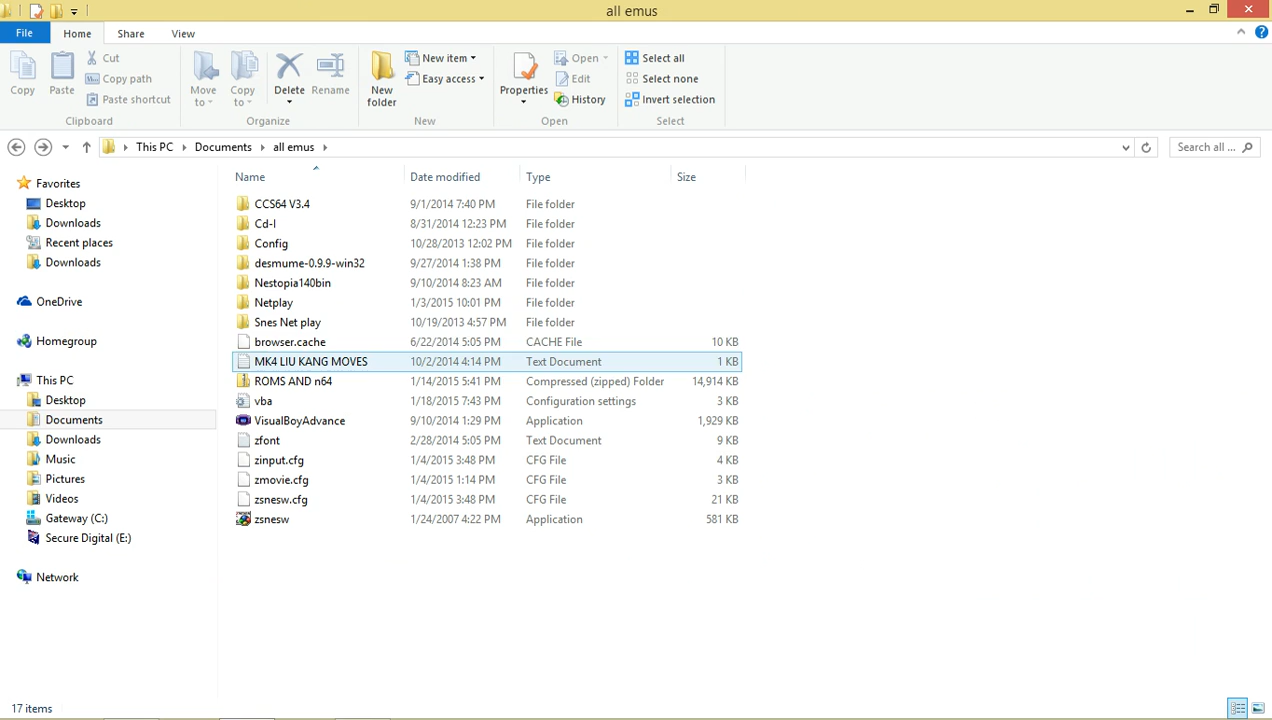 all emus
File Home Share View
Copy Paste Cut Copy path Paste shortcut
Clipboard
Move to Copy to Delete Rename
Organize
New folder New item Easy access
New
Properties Open Edit History
Open
Select all Select none Invert selection
Select
This PC Documents all emus Search all ...
Name Date modified Type Size
CCS64 V3.4 9/1/2014 7:40 PM File folder
Cd-I 8/31/2014 12:23 PM File folder
Config 10/28/2013 12:02 PM File folder
desmume-0.9.9-win32 9/27/2014 1:38 PM File folder
Nestopia140bin 9/10/2014 8:23 AM File folder
Netplay 1/3/2015 10:01 PM File folder
Snes Net play 10/19/2013 4:57 PM File folder
browser.cache 6/22/2014 5:05 PM CACHE File 10 KB
MK4 LIU KANG MOVES 10/2/2014 4:14 PM Text Document 1 KB
ROMS AND n64 1/14/2015 5:41 PM Compressed (zipped) Folder 14,914 KB
vba 1/18/2015 7:43 PM Configuration settings 3 KB
VisualBoyAdvance 9/10/2014 1:29 PM Application 1,929 KB
zfont 2/28/2014 5:05 PM Text Document 9 KB
zinput.cfg 1/4/2015 3:48 PM CFG File 4 KB
zmovie.cfg 1/4/2015 1:14 PM CFG File 3 KB
zsnesw.cfg 1/4/2015 3:48 PM CFG File 21 KB
zsnesw 1/24/2007 4:22 PM Application 581 KB
Favorites
Desktop
Downloads
Recent places
Downloads
OneDrive
Homegroup
This PC
Desktop
Documents
Downloads
Music
Pictures
Videos
Gateway (C:)
Secure Digital (E:)
Network
17 items